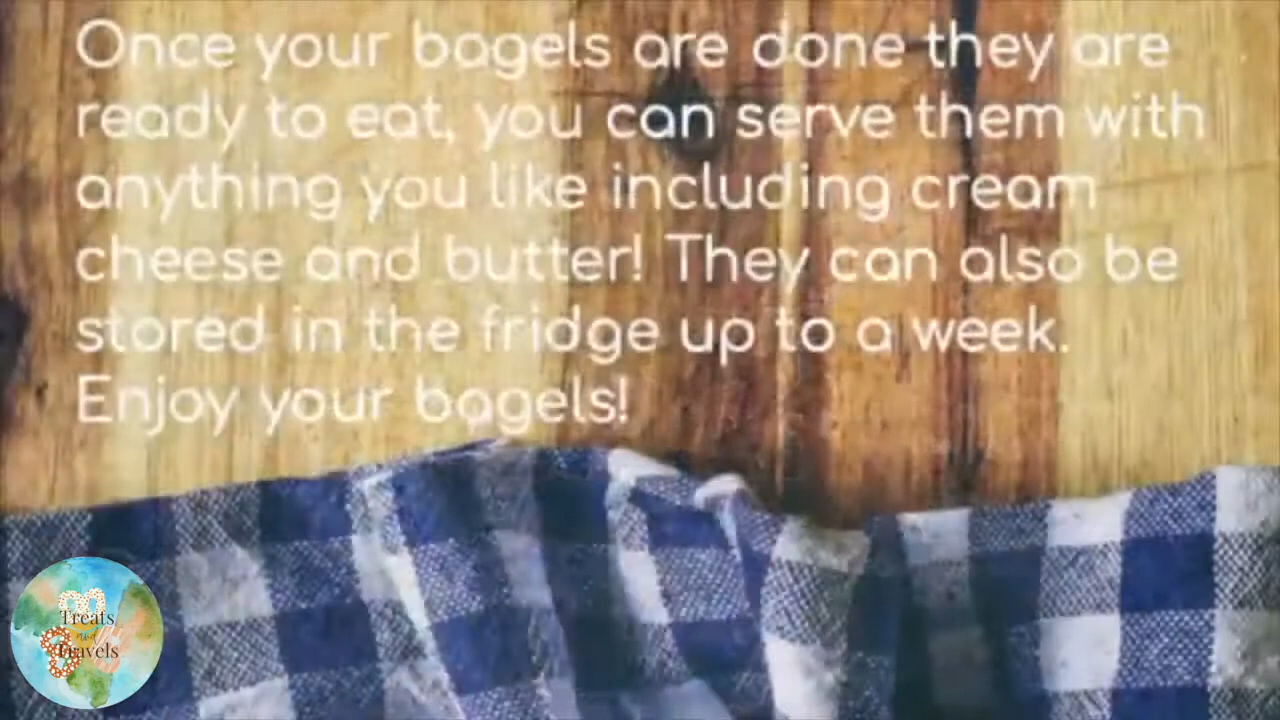 Once your bagels are done they are
ready to eat, you can serve them with
anything you like including cream
cheese and butter! They can also be
stored in the fridge up to a week.
Enjoy your bagels!
Treats
and
Travels